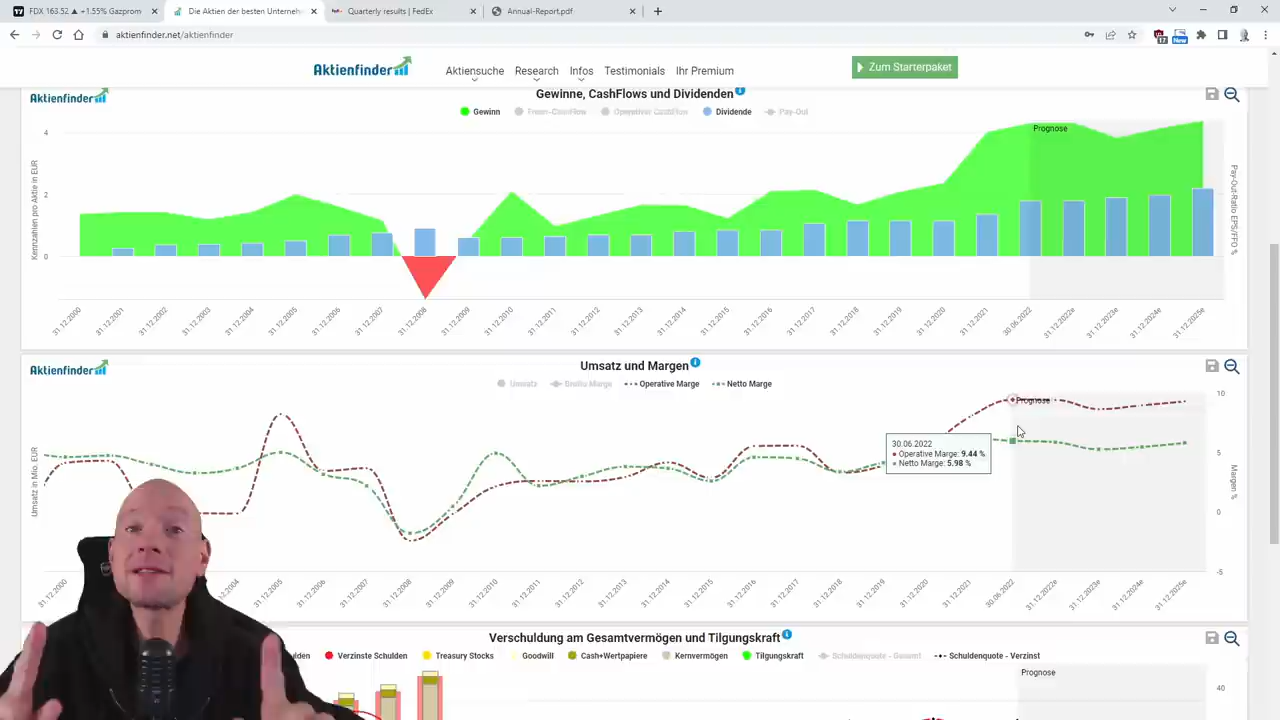 FDX 163.52 ▲ +1.55% Gazprom
Die Aktien der besten Unterneh
Quarterly results | FedEx
Annual-Report.pdf
aktienfinder.net/aktienfinder
17
New
Aktienfinder
Aktiensuche
Research
Infos
Testimonials
Ihr Premium
Zum Starterpaket
Aktienfinder
Gewinne, CashFlows und Dividenden
Gewinn
Free-CashFlow
Operativer CashFlow
Dividende
Pay-Out
Kennzahlen pro Aktie in EUR
4
2
0
Prognose
Pay-Out-Ratio EPS/FFO %
31.12.2000
31.12.2001
31.12.2002
31.12.2003
31.12.2004
31.12.2005
31.12.2006
31.12.2007
31.12.2008
31.12.2009
31.12.2010
31.12.2011
31.12.2012
31.12.2013
31.12.2014
31.12.2015
31.12.2016
31.12.2017
31.12.2018
31.12.2019
31.12.2020
31.12.2021
30.06.2022
31.12.2022e
31.12.2023e
31.12.2024e
31.12.2025e
Aktienfinder
Umsatz und Margen
Umsatz
Brutto Marge
Operative Marge
Netto Marge
Umsatz in Mio. EUR
Prognose
30.06.2022
Operative Marge: 9.44 %
Netto Marge: 5.98 %
10
5
0
-5
Margen %
31.12.2000
2004
31.12.2005
31.12.2006
31.12.2007
31.12.2008
31.12.2009
31.12.2010
31.12.2011
31.12.2012
31.12.2013
31.12.2014
31.12.2015
31.12.2016
31.12.2017
31.12.2018
31.12.2019
31.12.2020
31.12.2021
30.06.2022
31.12.2022e
31.12.2023e
31.12.2024e
31.12.2025e
Verschuldung am Gesamtvermögen und Tilgungskraft
ulden
Verzinste Schulden
Treasury Stocks
Goodwill
Cash+Wertpapiere
Kernvermögen
Tilgungskraft
Schuldenquote - Gesamt
Schuldenquote - Verzinst
Prognose
40